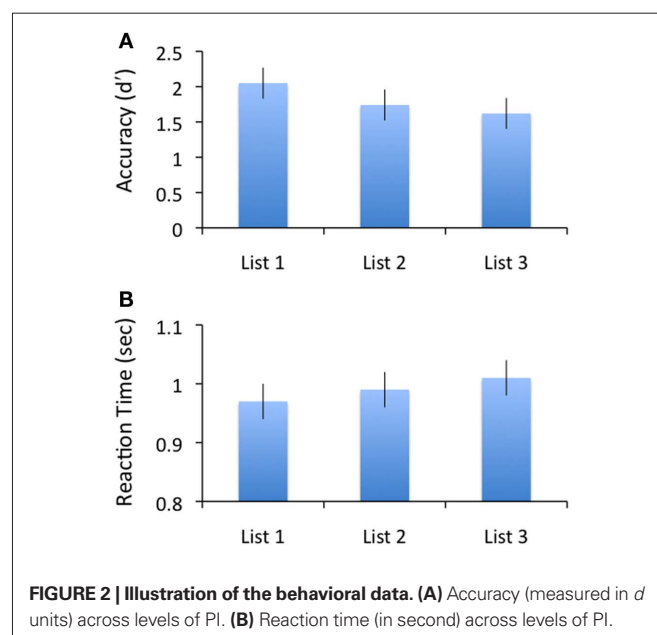 A
2.5
2
1.5
1
0.5
0
Accuracy (d')
List 1 List 2 List 3
B
1.1
1
0.9
0.8
Reaction Time (sec)
List 1 List 2 List 3
FIGURE 2 | Illustration of the behavioral data. (A) Accuracy (measured in d
units) across levels of PI. (B) Reaction time (in second) across levels of PI.